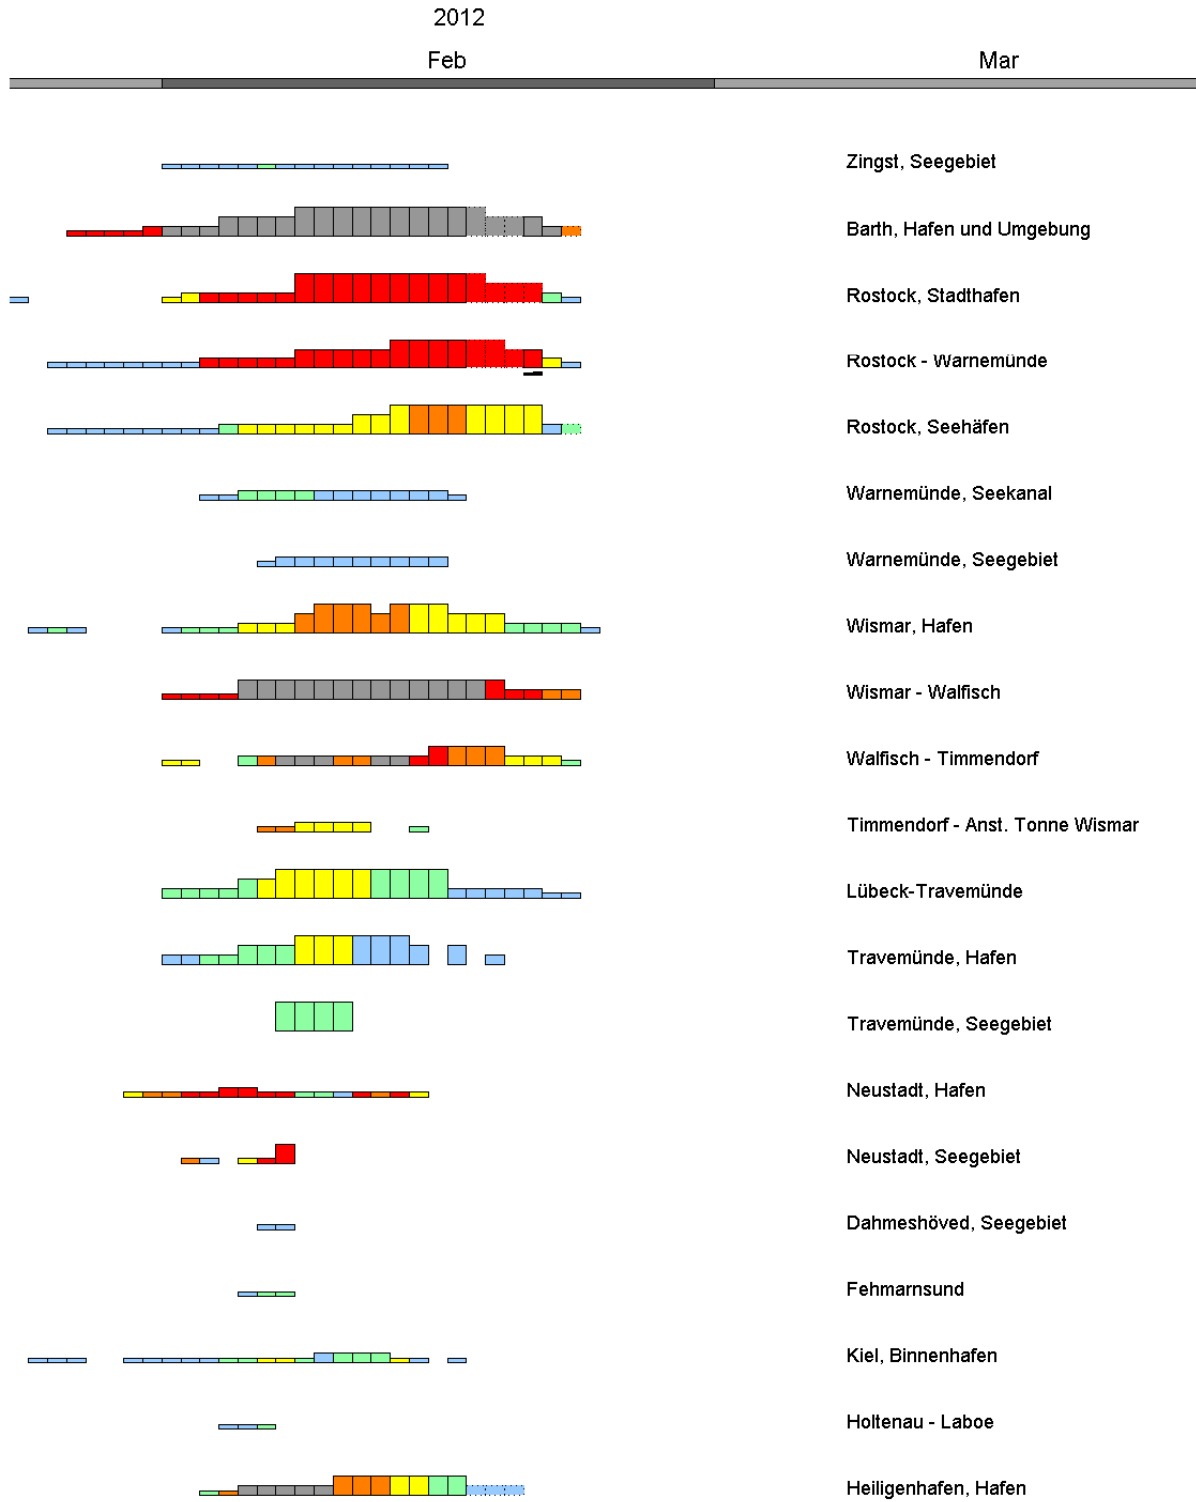 2012
Feb Mar
Zingst, Seegebiet
Barth, Hafen und Umgebung
Rostock, Stadthafen
Rostock - Warnemünde
Rostock, Seehäfen
Warnemünde, Seekanal
Warnemünde, Seegebiet
Wismar, Hafen
Wismar - Walfisch
Walfisch - Timmendorf
Timmendorf - Anst. Tonne Wismar
Lübeck-Travemünde
Travemünde, Hafen
Travemünde, Seegebiet
Neustadt, Hafen
Neustadt, Seegebiet
Dahmeshöved, Seegebiet
Fehmarnsund
Kiel, Binnenhafen
Holtenau - Laboe
Heiligenhafen, Hafen